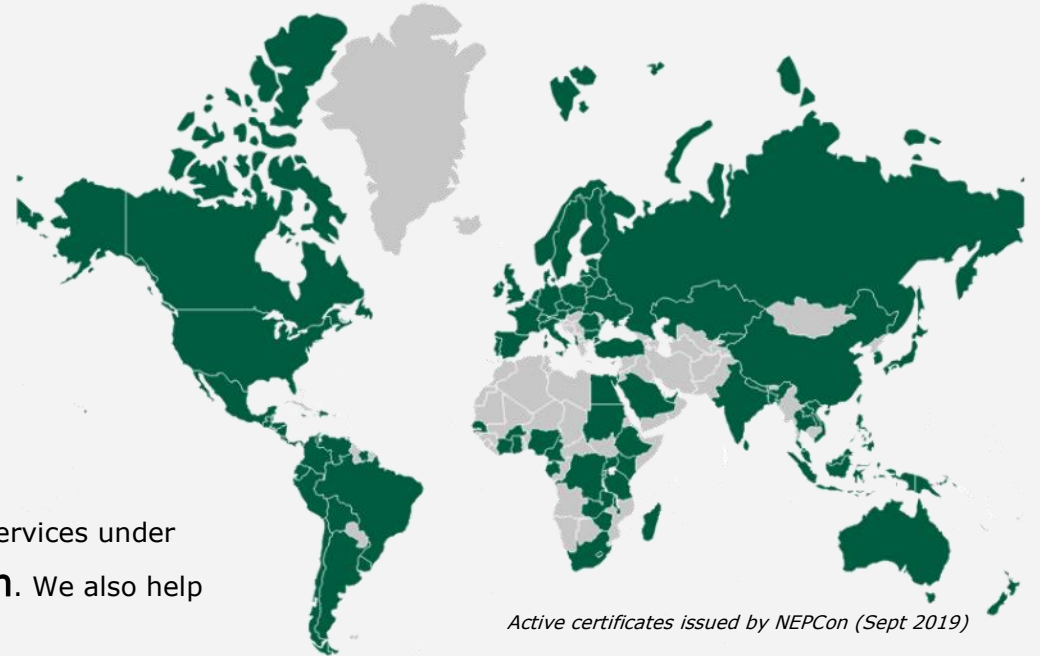 ervices under
n. We also help
Active certificates issued by NEPCon (Sept 2019)